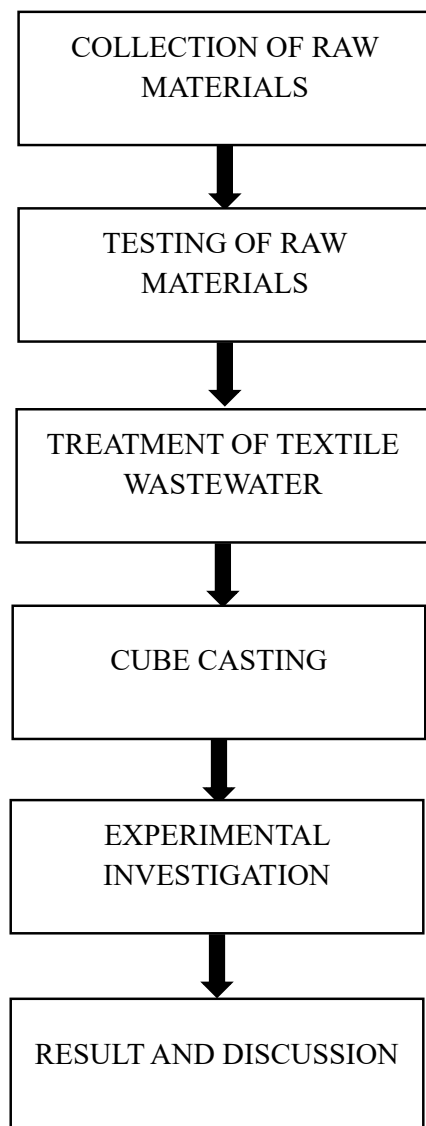 COLLECTION OF RAW
MATERIALS
TESTING OF RAW
MATERIALS
TREATMENT OF TEXTILE
WASTEWATER
CUBE CASTING
EXPERIMENTAL
INVESTIGATION
RESULT AND DISCUSSION